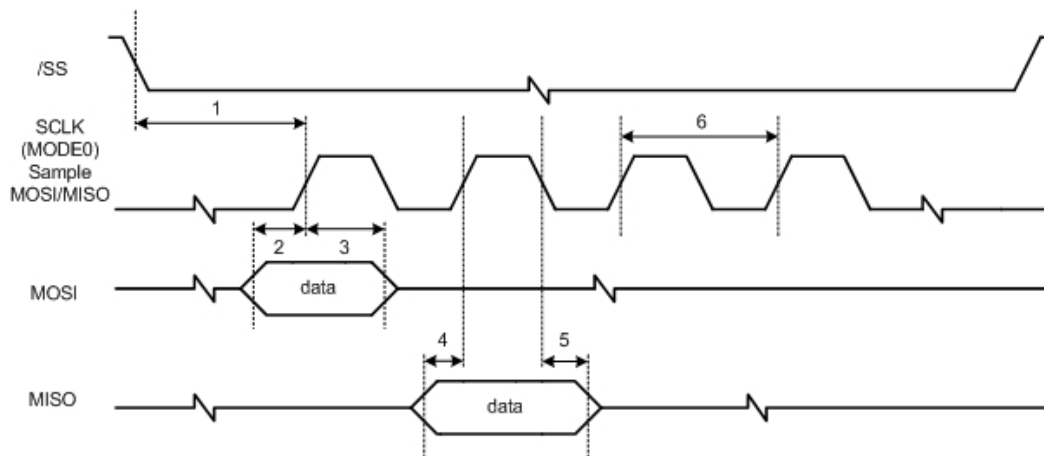 /SS
1
SCLK
(MODE0)
Sample
MOSI/MISO
6
2
3
MOSI
data
4
5
MISO
data